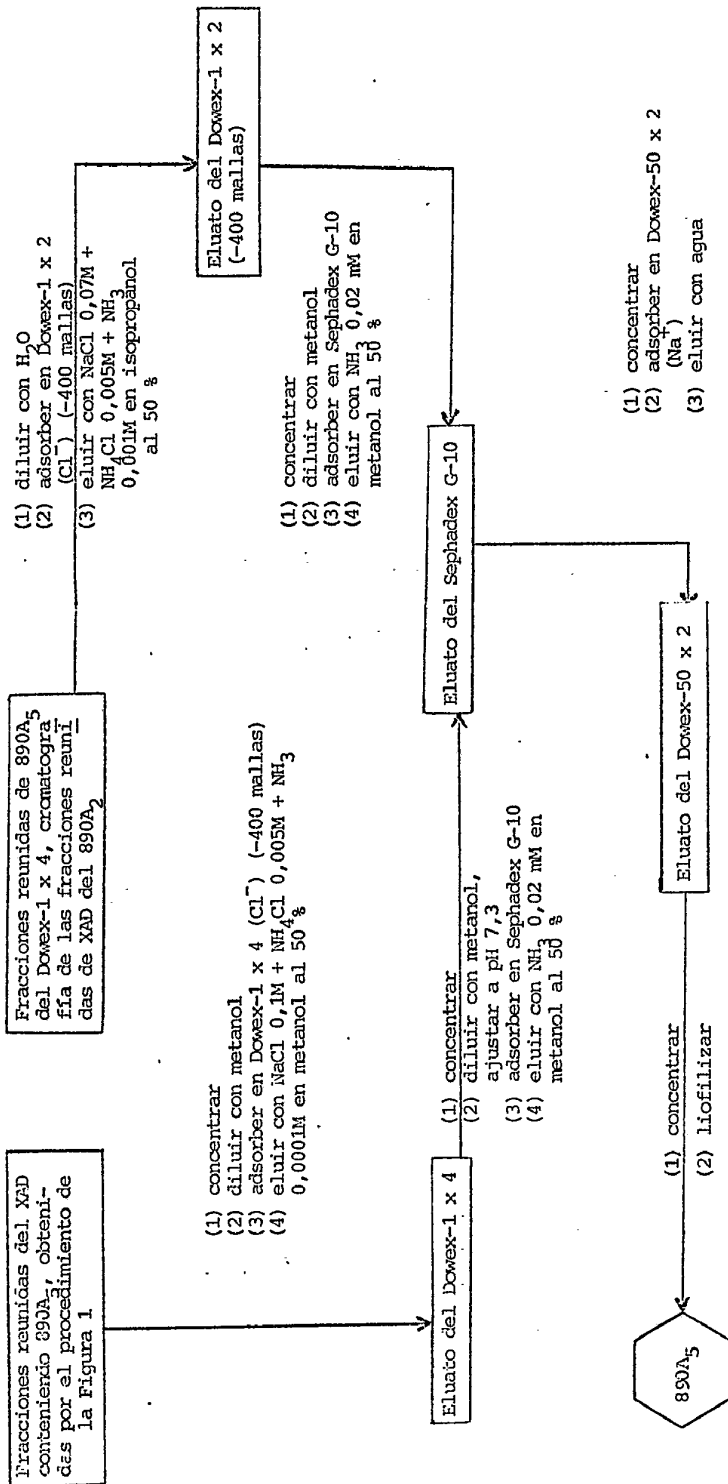 Fracciones reunidas del XAD
conteniendo 890A5, obteni-
das por el procedimiento de
la Figura 1
(1) concentrar
(2) diluir con metanol
(3) adsorber en Dowex-1 x 4 (Cl-) (-400 mallas)
(4) eluir con NaCl 0,1M + NH4Cl 0,005M + NH3
0,0001M en metanol al 50 %
Eluato del Dowex-1 x 4
(1) concentrar
(2) diluir con metanol,
ajustar a pH 7,3
(3) adsorber en Sephadex G-10
(4) eluir con NH3 0,02 mM en
metanol al 50 %
Fracciones reunidas de 890A5
del Dowex-1 x 4, cromatogra
fía de las fracciones reuni
das de XAD del 890A2
(1) diluir con H2O
(2) adsorber en Dowex-1 x 2
(Cl-) (-400 mallas)
(3) eluir con NaCl 0,07M +
NH4Cl 0,005M + NH3
0,001M en isopropanol
al 50 %
Eluato del Dowex-1 x 2
(-400 mallas)
(1) concentrar
(2) diluir con metanol
(3) adsorber en Sephadex G-10
(4) eluir con NH3 0,02 mM en
metanol al 50 %
Eluato del Sephadex G-10
(1) concentrar
(2) adsorber en Dowex-50 x 2
(Na+)
(3) eluir con agua
Eluato del Dowex-50 x 2
(1) concentrar
(2) liofilizar
890A5